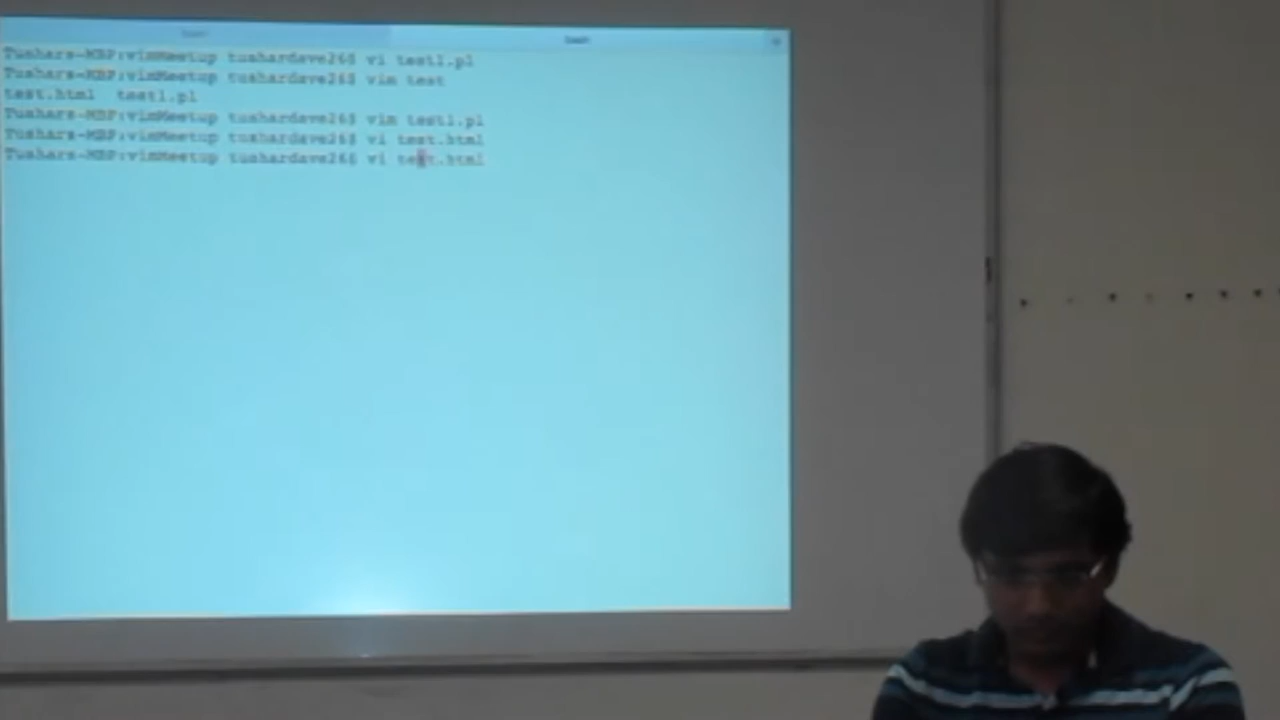 bash
Tushars-MBP:vimMeetup tushardave26$ vi test1.pl
Tushars-MBP:vimMeetup tushardave26$ vim test
test.html test1.pl
Tushars-MBP:vimMeetup tushardave26$ vim test1.pl
Tushars-MBP:vimMeetup tushardave26$ vi test.html
Tushars-MBP:vimMeetup tushardave26$ vi test.html